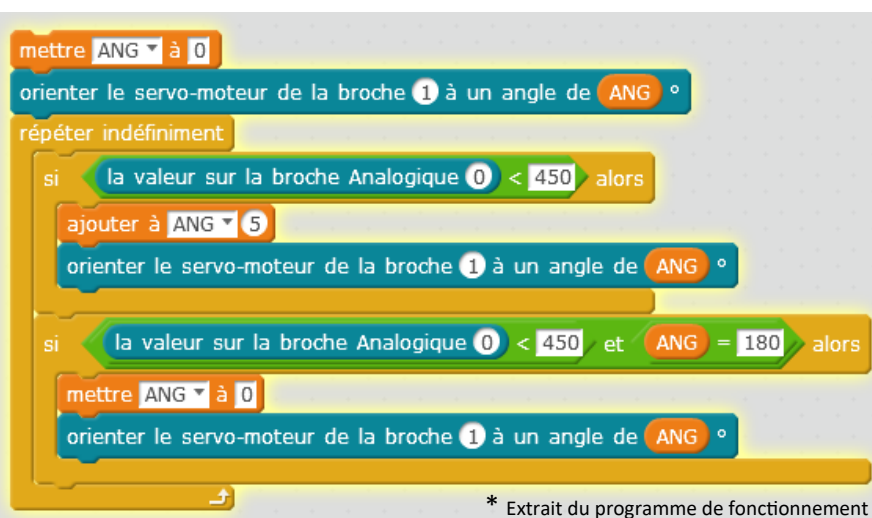 mettre ANG à 0
orienter le servo-moteur de la broche 1 à un angle de ANG °
répéter indéfiniment
si la valeur sur la broche Analogique 0 < 450 alors
ajouter à ANG 5
orienter le servo-moteur de la broche 1 à un angle de ANG °
si la valeur sur la broche Analogique 0 < 450 et ANG = 180 alors
mettre ANG à 0
orienter le servo-moteur de la broche 1 à un angle de ANG °
* Extrait du programme de fonctionnement